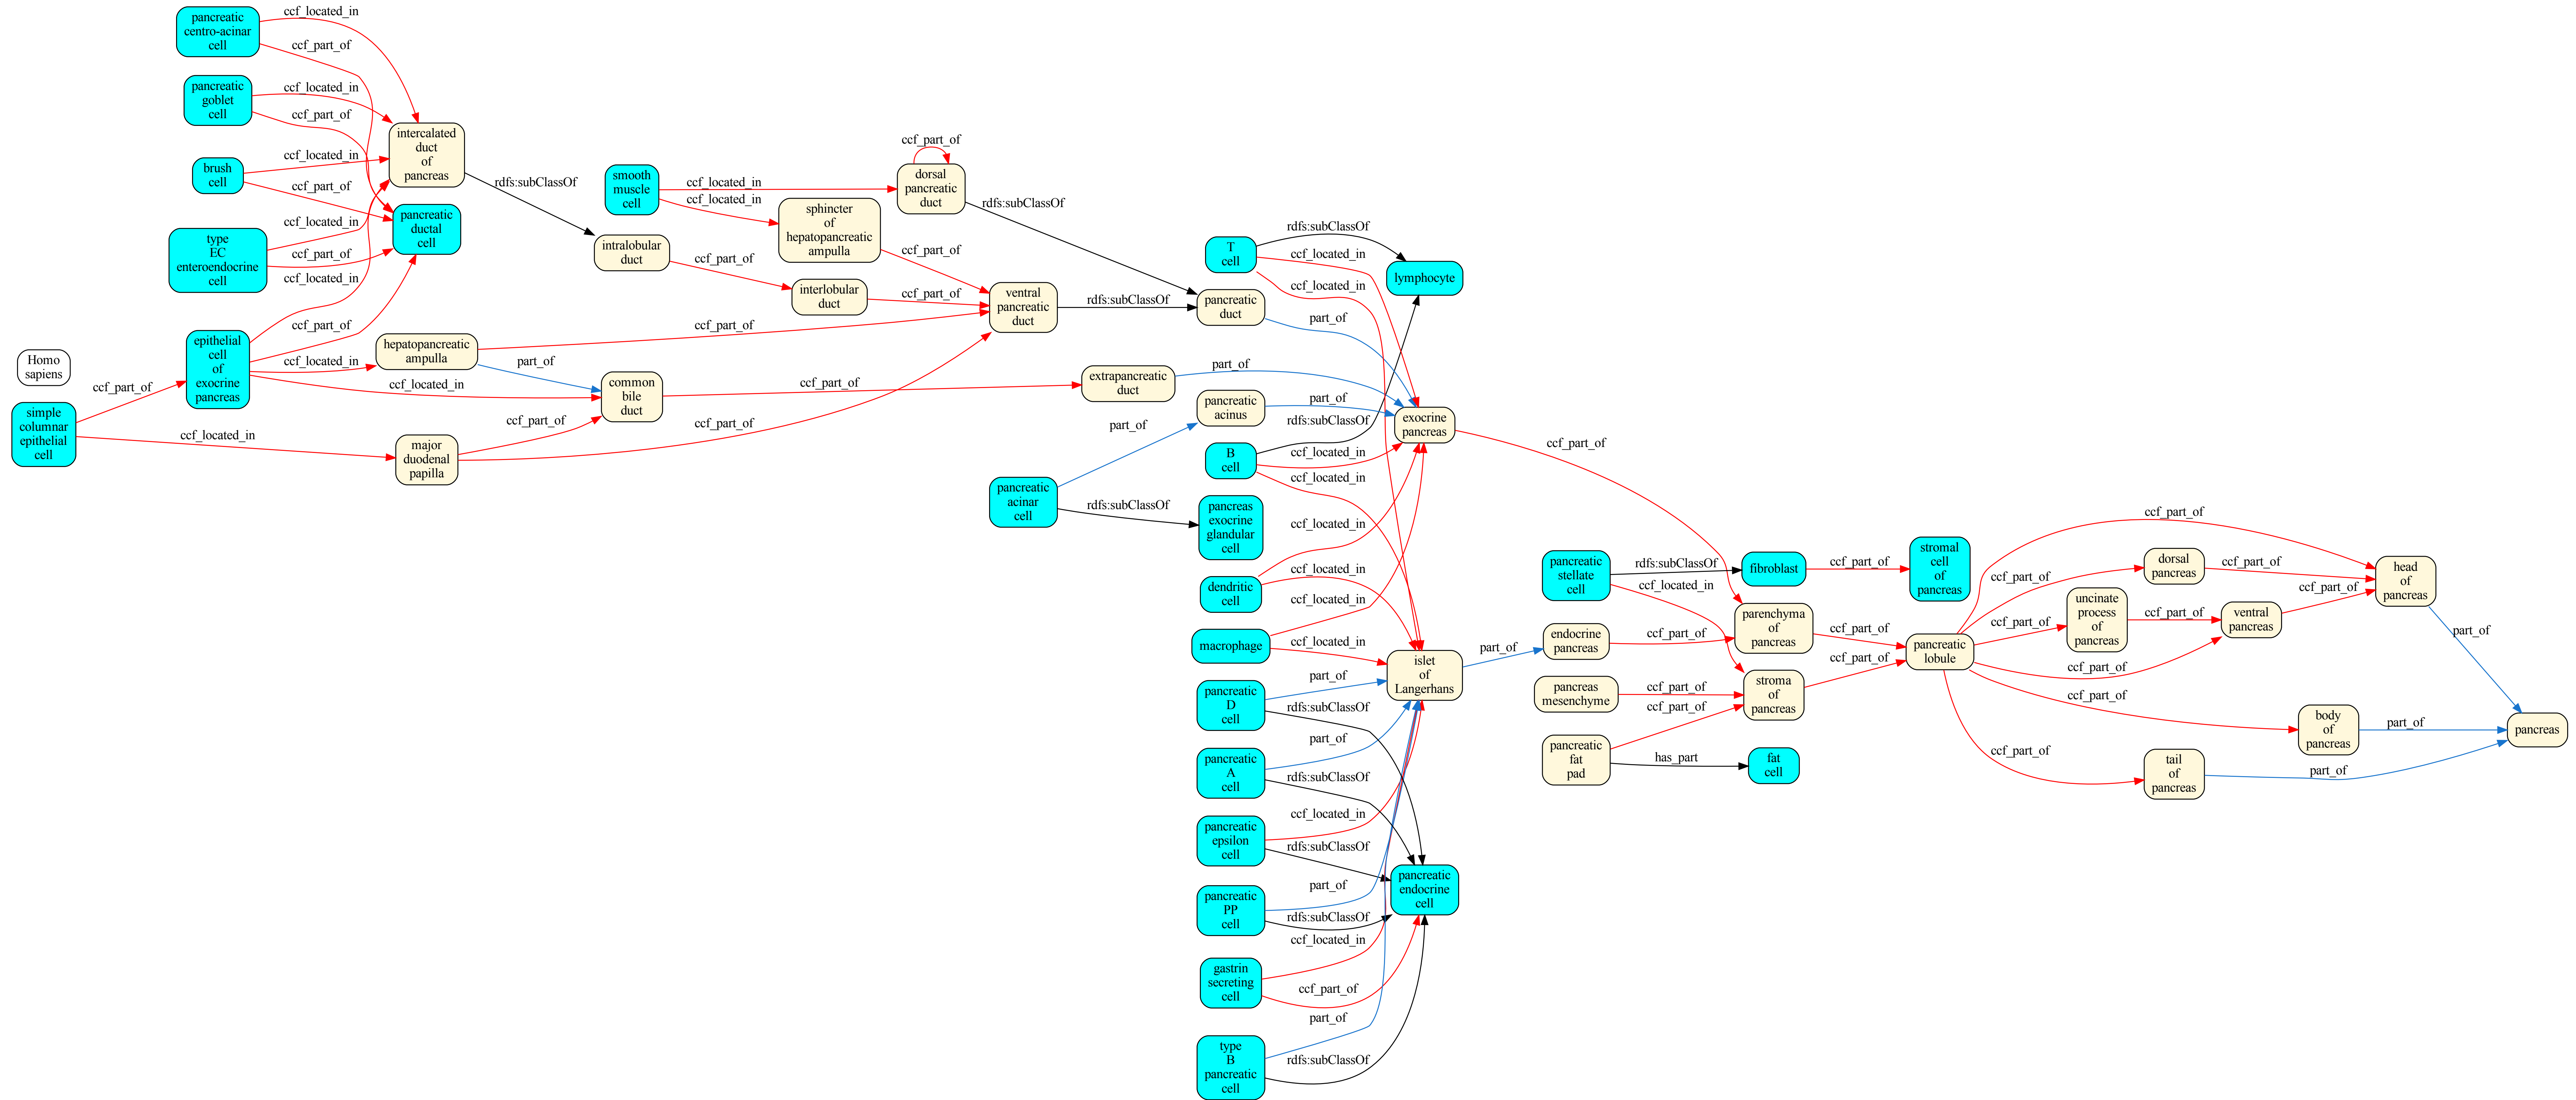 pancreatic
centro-acinar
cell
ccf_located_in
ccf_part_of
pancreatic
goblet
cell
ccf_located_in
ccf_part_of
brush
cell
ccf_located_in
ccf_part_of
type
EC
enteroendocrine
cell
ccf_located_in
ccf_part_of
ccf_located_in
ccf_part_of
epithelial
cell
of
exocrine
pancreas
ccf_located_in
ccf_located_in
Homo
sapiens
simple
columnar
epithelial
cell
ccf_part_of
ccf_located_in
intercalated
duct
of
pancreas
pancreatic
ductal
cell
hepatopancreatic
ampulla
major
duodenal
papilla
rdfs:subClassOf
part_of
ccf_part_of
intralobular
duct
common
bile
duct
smooth
muscle
cell
ccf_located_in
ccf_located_in
ccf_part_of
ccf_part_of
ccf_part_of
sphincter
of
hepatopancreatic
ampulla
interlobular
duct
ccf_part_of
ccf_part_of
dorsal
pancreatic
duct
ccf_part_of
ccf_part_of
ccf_part_of
rdfs:subClassOf
ventral
pancreatic
duct
rdfs:subClassOf
extrapancreatic
duct
part_of
pancreatic
acinar
cell
part_of
rdfs:subClassOf
T
cell
rdfs:subClassOf
ccf_located_in
ccf_located_in
lymphocyte
pancreatic
duct
part_of
pancreatic
acinus
part_of
rdfs:subClassOf
B
cell
ccf_located_in
ccf_located_in
exocrine
pancreas
ccf_part_of
pancreas
exocrine
glandular
cell
ccf_located_in
dendritic
cell
ccf_located_in
ccf_located_in
macrophage
ccf_located_in
islet
of
Langerhans
part_of
pancreatic
D
cell
part_of
rdfs:subClassOf
pancreatic
A
cell
part_of
rdfs:subClassOf
pancreatic
epsilon
cell
ccf_located_in
rdfs:subClassOf
pancreatic
endocrine
cell
pancreatic
PP
cell
part_of
rdfs:subClassOf
gastrin
secreting
cell
ccf_located_in
ccf_part_of
type
B
pancreatic
cell
part_of
rdfs:subClassOf
pancreatic
stellate
cell
rdfs:subClassOf
ccf_located_in
fibroblast
ccf_part_of
stromal
cell
of
pancreas
endocrine
pancreas
ccf_part_of
parenchyma
of
pancreas
ccf_part_of
pancreas
mesenchyme
ccf_part_of
ccf_part_of
stroma
of
pancreas
ccf_part_of
pancreatic
fat
pad
has_part
fat
cell
pancreatic
lobule
ccf_part_of
ccf_part_of
ccf_part_of
ccf_part_of
ccf_part_of
ccf_part_of
dorsal
pancreas
ccf_part_of
uncinate
process
of
pancreas
ccf_part_of
ventral
pancreas
ccf_part_of
head
of
pancreas
part_of
body
of
pancreas
part_of
tail
of
pancreas
part_of
pancreas